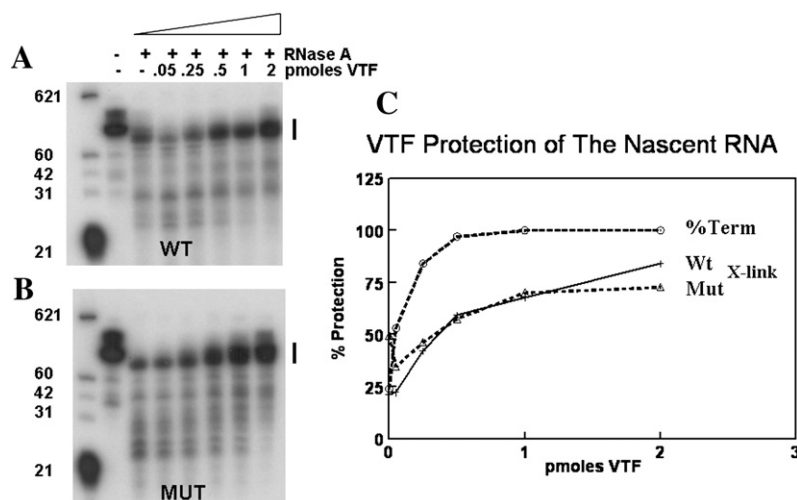 - + + + + + + RNase A
- - .05 .25 .5 1 2 pmoles VTF
A
621
60
42
31
21
WT
B
621
60
42
31
21
MUT
C
VTF Protection of The Nascent RNA
% Protection
125
100
75
50
25
0
%Term
Wt X-link
Mut
0 1 2 3
pmoles VTF